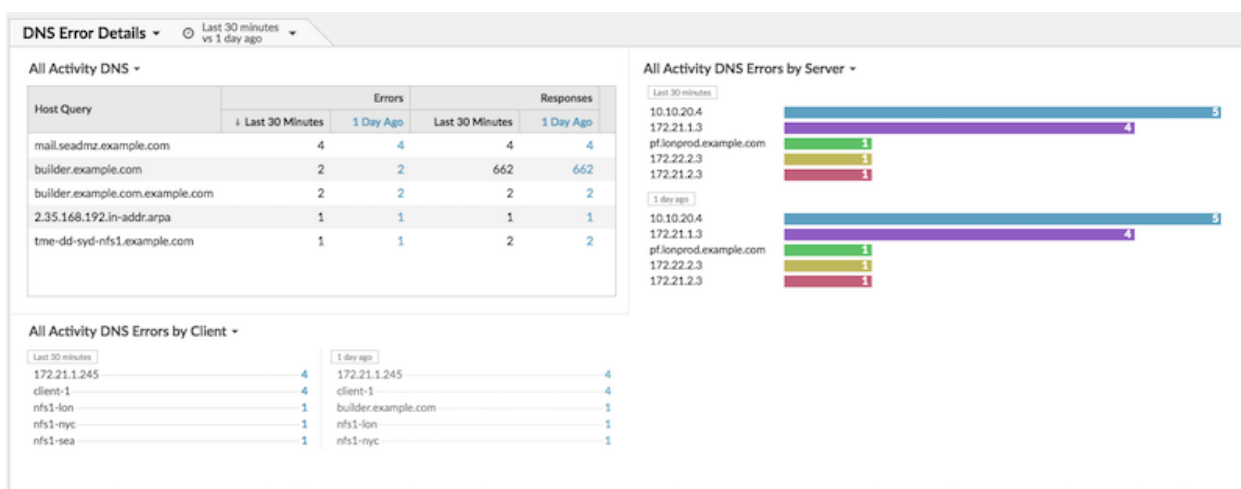 DNS Error Details
Last 30 minutes
vs 1 day ago
All Activity DNS
Host Query Errors Responses
↓ Last 30 Minutes 1 Day Ago Last 30 Minutes 1 Day Ago
mail.seadmz.example.com 4 4 4 4
builder.example.com 2 2 662 662
builder.example.com.example.com 2 2 2 2
2.35.168.192.in-addr.arpa 1 1 1 1
tme-dd-syd-nfs1.example.com 1 1 2 2
All Activity DNS Errors by Server
Last 30 minutes
10.10.20.4 5
172.21.1.3 4
pf.lonprod.example.com 1
172.22.2.3 1
172.21.2.3 1
1 day ago
10.10.20.4 5
172.21.1.3 4
pf.lonprod.example.com 1
172.22.2.3 1
172.21.2.3 1
All Activity DNS Errors by Client
Last 30 minutes
172.21.1.245 4
client-1 4
nfs1-lon 1
nfs1-nyc 1
nfs1-sea 1
1 day ago
172.21.1.245 4
client-1 4
builder.example.com 1
nfs1-lon 1
nfs1-nyc 1